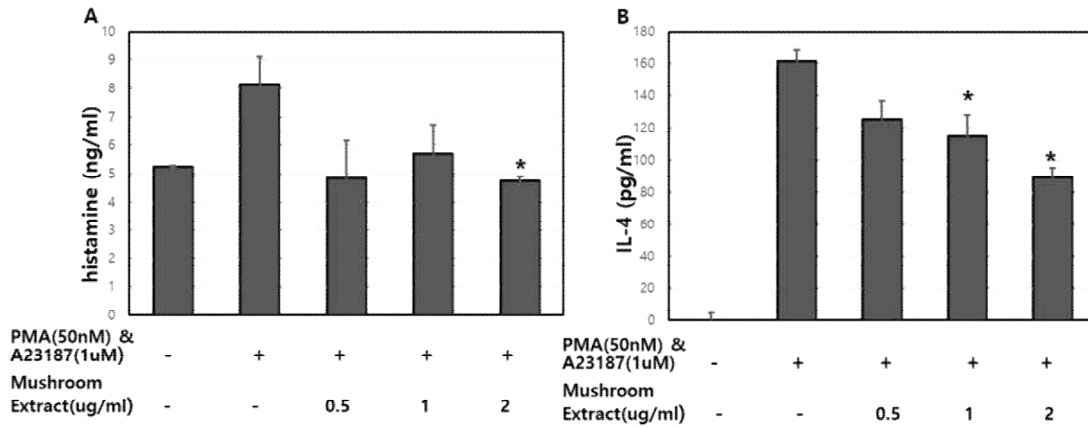 A
histamine (ng/ml)
10
9
8
7
6
5
4
3
2
1
0
*
PMA(50nM) &
A23187(1uM) - + + + +
Mushroom
Extract(ug/ml) - - 0.5 1 2
B
IL-4 (pg/ml)
180
160
140
120
100
80
60
40
20
0
*
*
PMA(50nM) &
A23187(1uM) - + + + +
Mushroom
Extract(ug/ml) - - 0.5 1 2